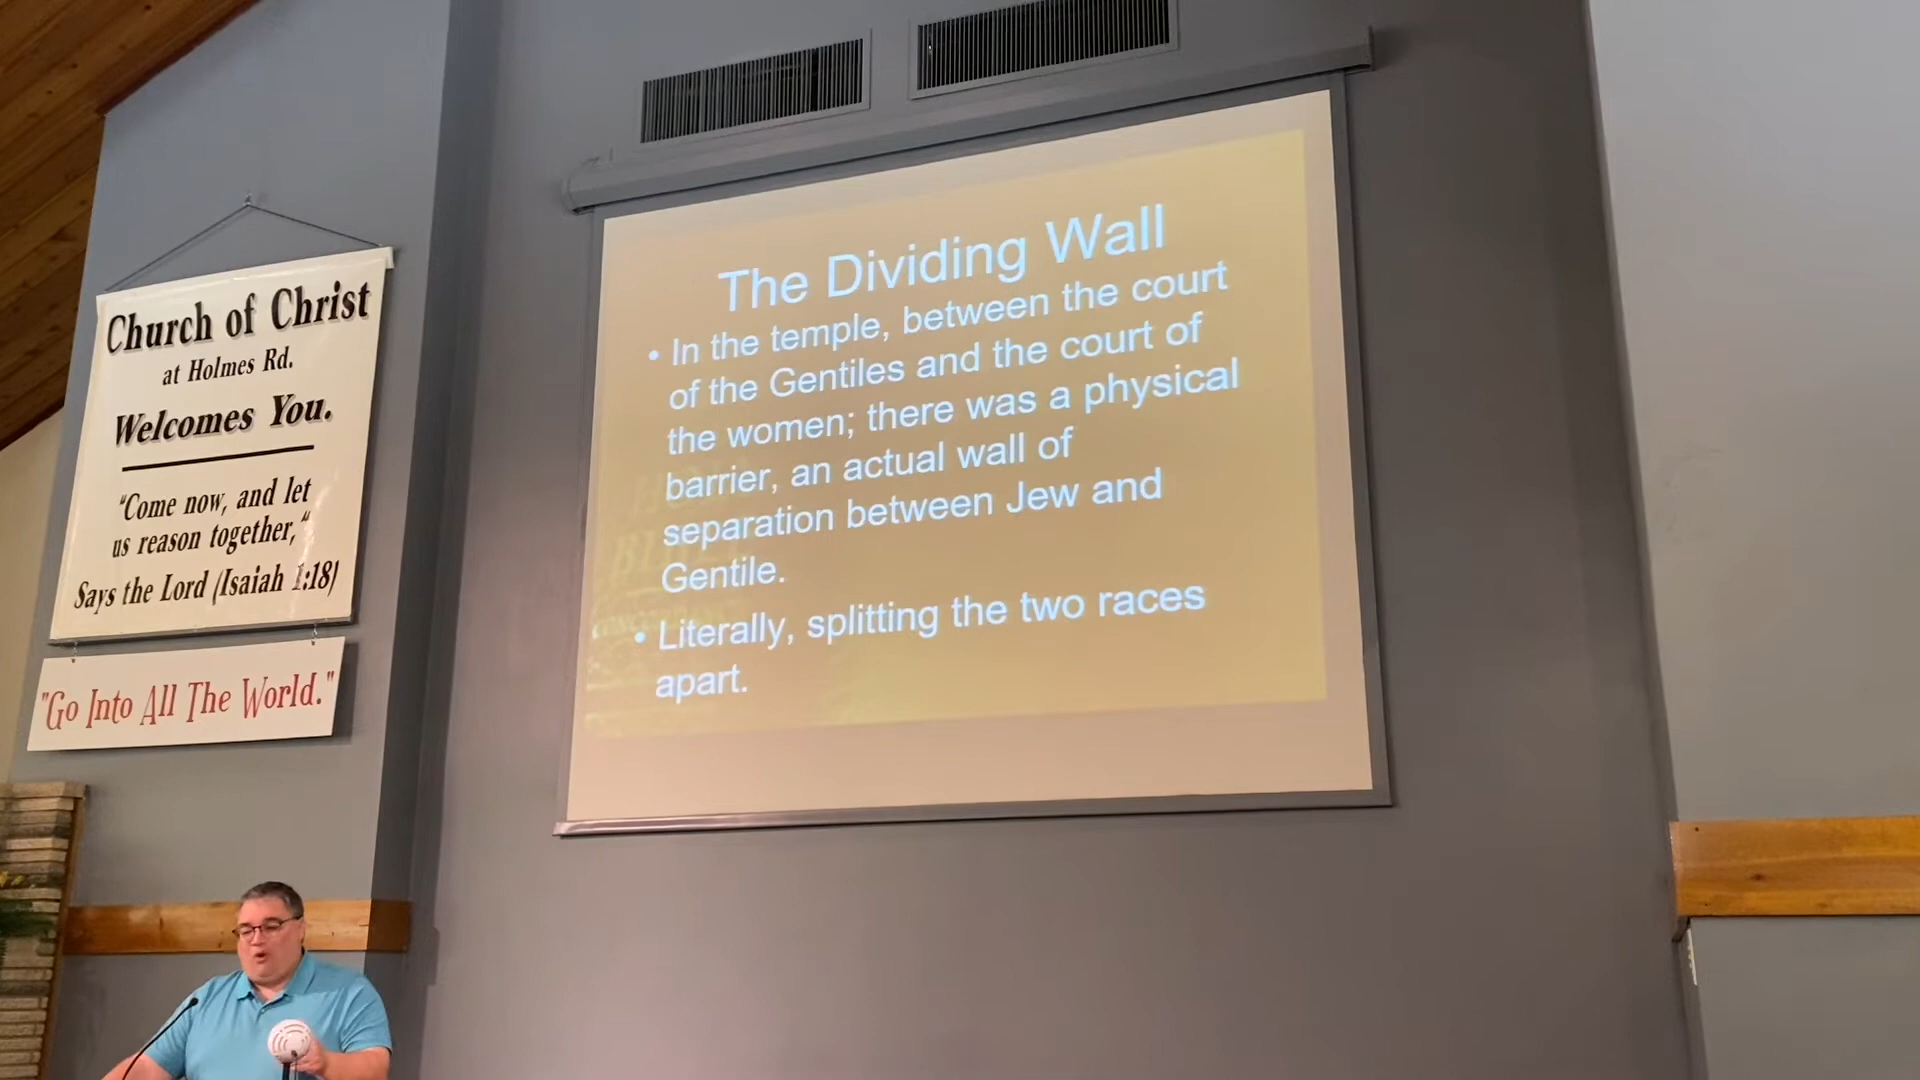 Church of Christ
at Holmes Rd.
Welcomes You.
“Come now, and let
us reason together,“
Says the Lord (Isaiah 1:18)
"Go Into All The World."
The Dividing Wall
• In the temple, between the court
of the Gentiles and the court of
the women; there was a physical
barrier, an actual wall of
separation between Jew and
Gentile.
• Literally, splitting the two races
apart.